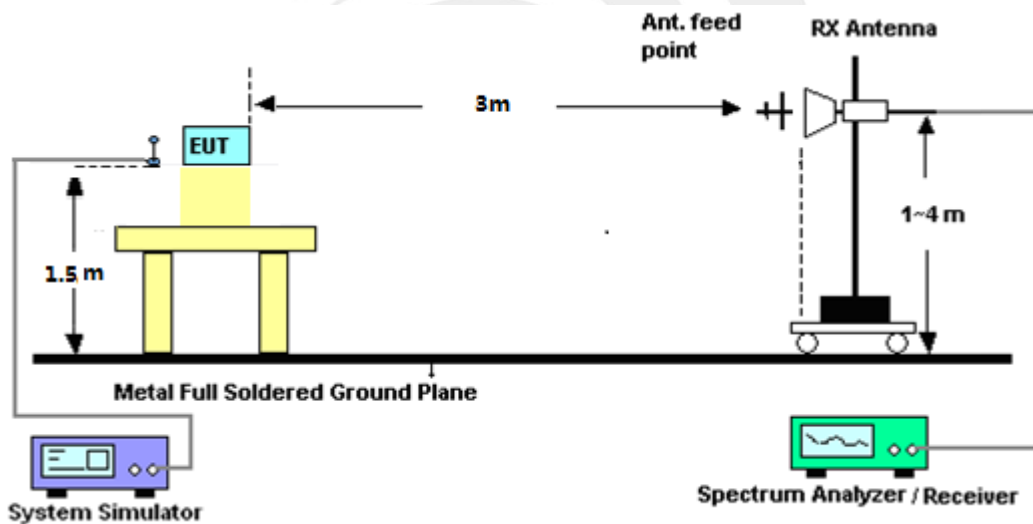 Ant. feed
point
RX Antenna
3m
EUT
1~4 m
1.5 m
Metal Full Soldered Ground Plane
System Simulator
Spectrum Analyzer / Receiver